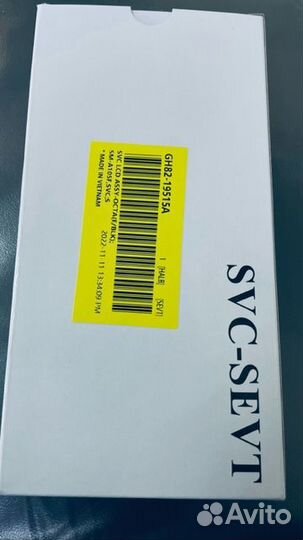 GH82-19515A
1 [HALB] [SEVT]
SVC LCD ASSY-OCTA(E/BLK);
SM-A105F,SVC;S
* MADE IN VIETNAM
2022-11-11 13:34:09 PM
SVC-SEVT
Avito